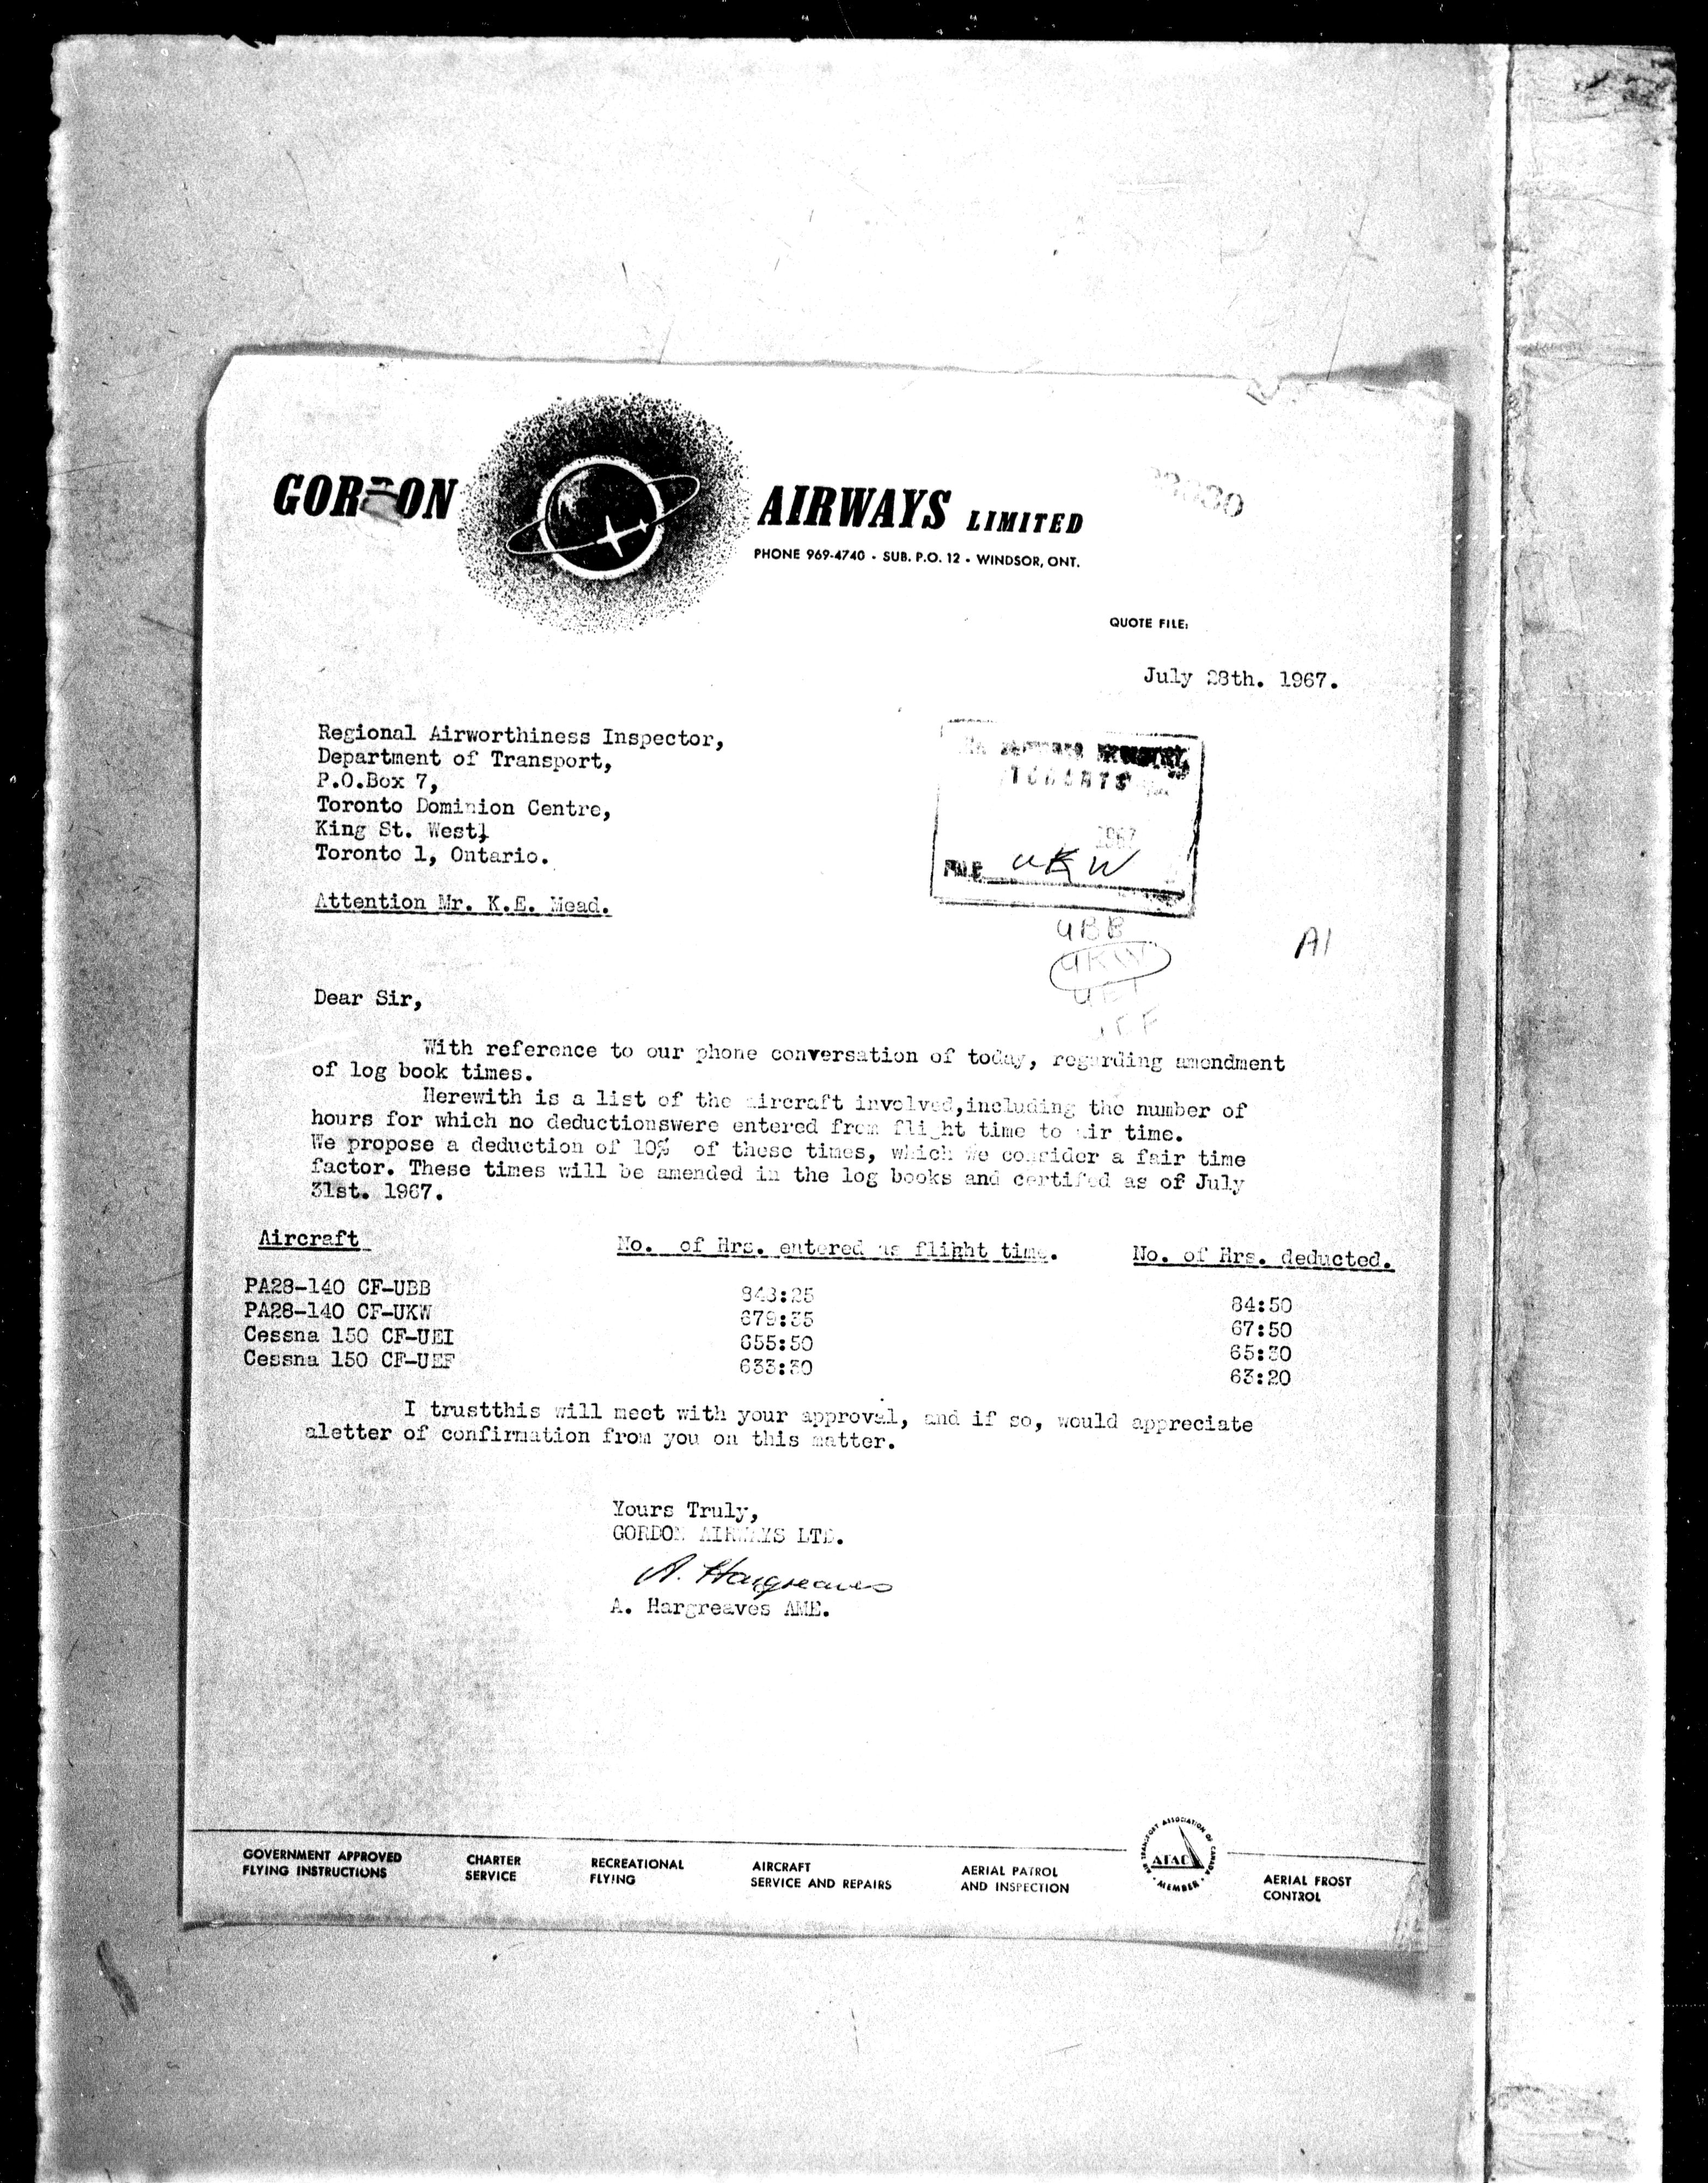 GORDON AIRWAYS LIMITED
PHONE 969-4740 - SUB. P.O. 12 - WINDSOR, ONT.
QUOTE FILE:
July 28th. 1967.
Regional Airworthiness Inspector,
Department of Transport,
P.O.Box 7,
Toronto Dominion Centre,
King St. West,
Toronto 1, Ontario.
Attention Mr. K.E. Mead.
1967
FILE UKW
UBB
UKW
UEI
A1
Dear Sir,
With reference to our phone conversation of today, regarding amendment
of log book times.
Herewith is a list of the aircraft involved,including the number of
hours for which no deductionswere entered from flight time to air time.
We propose a deduction of 10% of these times, which we consider a fair time
factor. These times will be amended in the log books and certifed as of July
31st. 1967.
Aircraft No. of Hrs. entered as flight time. No. of Hrs. deducted.
PA28-140 CF-UBB 848:25 84:50
PA28-140 CF-UKW 679:35 67:50
Cessna 150 CF-UEI 655:50 65:30
Cessna 150 CF-UEF 633:30 63:20
I trustthis will meet with your approval, and if so, would appreciate
aletter of confirmation from you on this matter.
Yours Truly,
GORDON AIRWAYS LTD.
A. Hargreaves
A. Hargreaves AME.
GOVERNMENT APPROVED
FLYING INSTRUCTIONS
CHARTER
SERVICE
RECREATIONAL
FLYING
AIRCRAFT
SERVICE AND REPAIRS
AERIAL PATROL
AND INSPECTION
AIR TRANSPORT ASSOCIATION OF CANADA
ATAC
MEMBER
AERIAL FROST
CONTROL